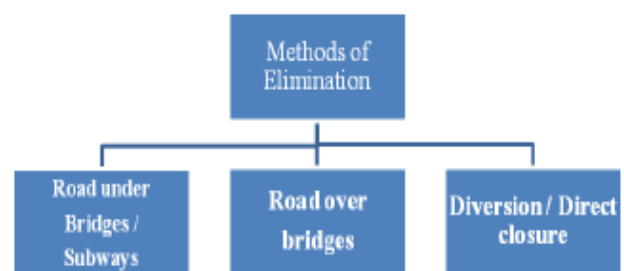 Methods of
Elimination
Road under
Bridges /
Subways
Road over
bridges
Diversion / Direct
closure